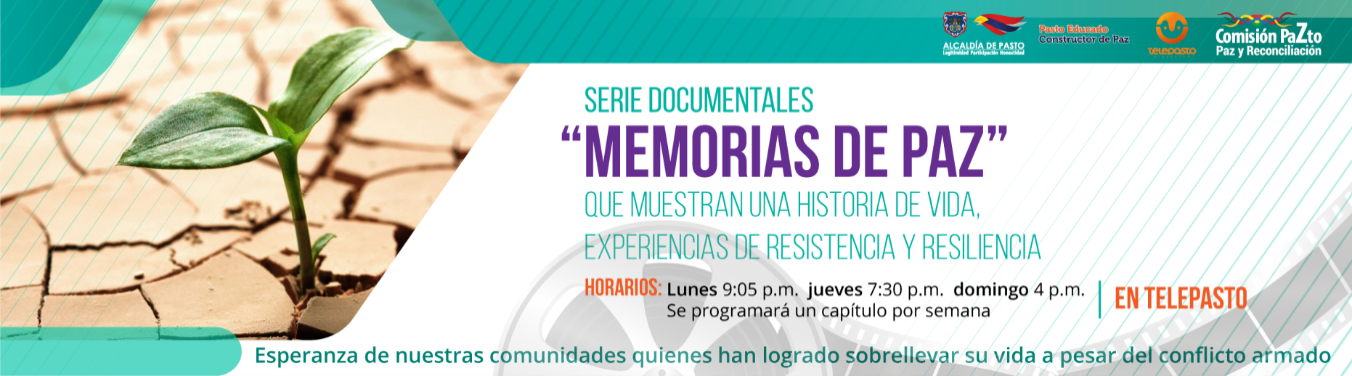 ALCALDÍA DE PASTO
Legitimidad Participación Honestidad
Pasto Educado
Constructor de Paz
TELEPASTO
Comisión PaZto
Paz y Reconciliación
SERIE DOCUMENTALES
“MEMORIAS DE PAZ”
QUE MUESTRAN UNA HISTORIA DE VIDA,
EXPERIENCIAS DE RESISTENCIA Y RESILIENCIA
HORARIOS: Lunes 9:05 p.m. jueves 7:30 p.m. domingo 4 p.m.
Se programará un capítulo por semana
EN TELEPASTO
Esperanza de nuestras comunidades quienes han logrado sobrellevar su vida a pesar del conflicto armado